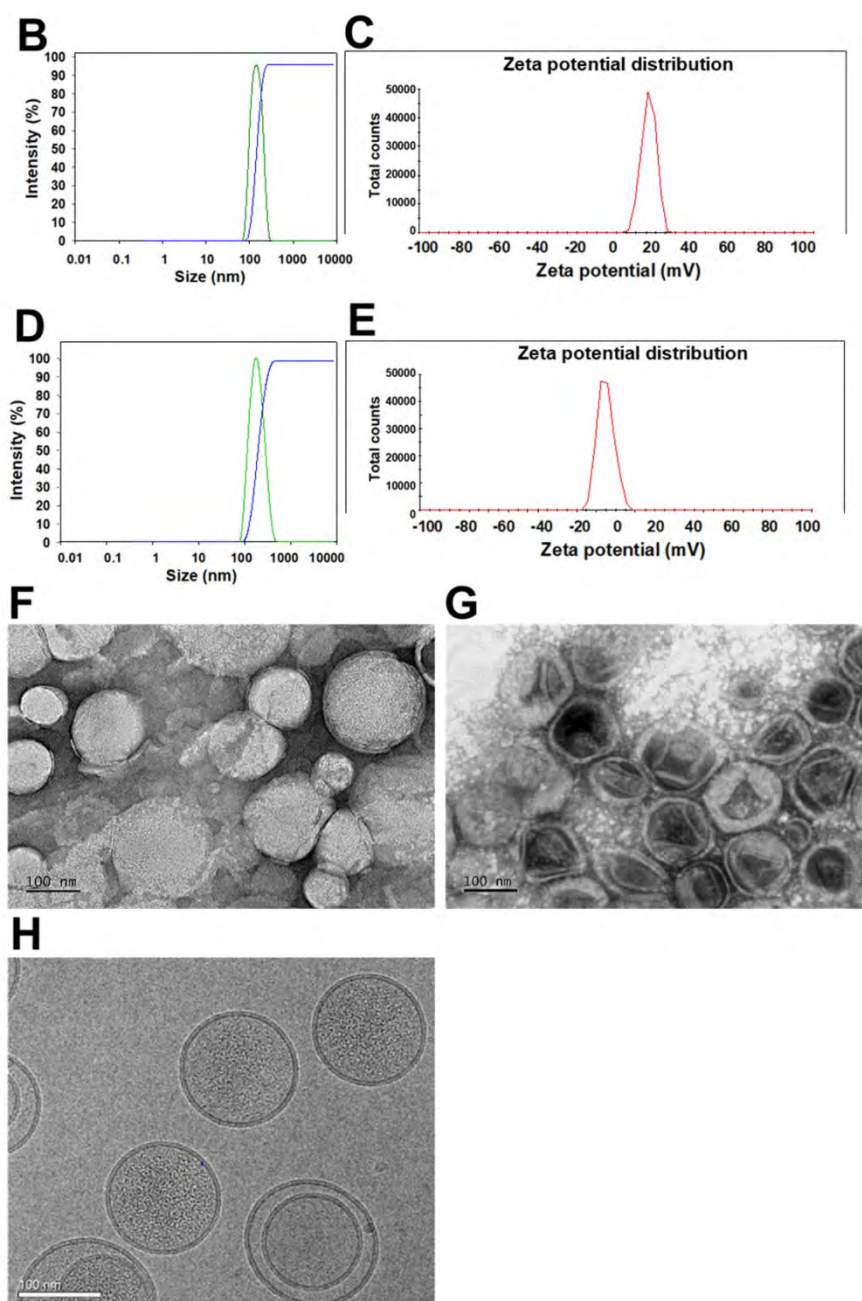 B
100
90
80
70
60
50
40
30
20
10
0
Intensity (%)
0.01 0.1 1 10 100 1000 10000
Size (nm)
C
Zeta potential distribution
50000
40000
30000
20000
10000
0
Total counts
-100 -80 -60 -40 -20 0 20 40 60 80 100
Zeta potential (mV)
D
100
90
80
70
60
50
40
30
20
10
0
Intensity (%)
0.01 0.1 1 10 100 1000 10000
Size (nm)
E
Zeta potential distribution
50000
40000
30000
20000
10000
0
Total counts
-100 -80 -60 -40 -20 0 20 40 60 80 100
Zeta potential (mV)
F
100 nm
G
100 nm
H
100 nm